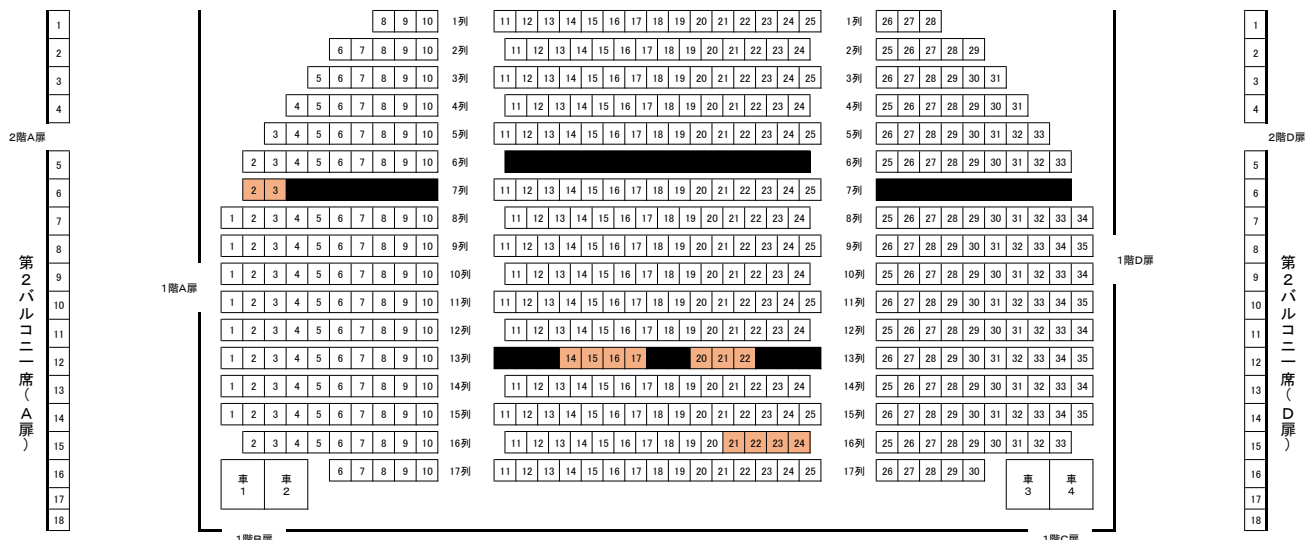 1
2
3
4
2階A扉
5
6
7
8
9
10
11
12
13
14
15
16
17
18
第2バルコニー席(A扉)
8 9 10 1列 11 12 13 14 15 16 17 18 19 20 21 22 23 24 25 1列 26 27 28
6 7 8 9 10 2列 11 12 13 14 15 16 17 18 19 20 21 22 23 24 2列 25 26 27 28 29
5 6 7 8 9 10 3列 11 12 13 14 15 16 17 18 19 20 21 22 23 24 25 3列 26 27 28 29 30 31
4 5 6 7 8 9 10 4列 11 12 13 14 15 16 17 18 19 20 21 22 23 24 4列 25 26 27 28 29 30 31
3 4 5 6 7 8 9 10 5列 11 12 13 14 15 16 17 18 19 20 21 22 23 24 25 5列 26 27 28 29 30 31 32 33
2 3 4 5 6 7 8 9 10 6列 6列 25 26 27 28 29 30 31 32 33
2 3 7列 11 12 13 14 15 16 17 18 19 20 21 22 23 24 25 7列
1 2 3 4 5 6 7 8 9 10 8列 11 12 13 14 15 16 17 18 19 20 21 22 23 24 8列 25 26 27 28 29 30 31 32 33 34
1 2 3 4 5 6 7 8 9 10 9列 11 12 13 14 15 16 17 18 19 20 21 22 23 24 25 9列 26 27 28 29 30 31 32 33 34 35
1 2 3 4 5 6 7 8 9 10 10列 11 12 13 14 15 16 17 18 19 20 21 22 23 24 10列 25 26 27 28 29 30 31 32 33 34
1 2 3 4 5 6 7 8 9 10 11列 11 12 13 14 15 16 17 18 19 20 21 22 23 24 25 11列 26 27 28 29 30 31 32 33 34 35
1 2 3 4 5 6 7 8 9 10 12列 11 12 13 14 15 16 17 18 19 20 21 22 23 24 12列 25 26 27 28 29 30 31 32 33 34
1 2 3 4 5 6 7 8 9 10 13列 14 15 16 17 20 21 22 13列 26 27 28 29 30 31 32 33 34 35
1 2 3 4 5 6 7 8 9 10 14列 11 12 13 14 15 16 17 18 19 20 21 22 23 24 14列 25 26 27 28 29 30 31 32 33 34
1 2 3 4 5 6 7 8 9 10 15列 11 12 13 14 15 16 17 18 19 20 21 22 23 24 25 15列 26 27 28 29 30 31 32 33 34 35
2 3 4 5 6 7 8 9 10 16列 11 12 13 14 15 16 17 18 19 20 21 22 23 24 16列 25 26 27 28 29 30 31 32 33
車1 車2 6 7 8 9 10 17列 11 12 13 14 15 16 17 18 19 20 21 22 23 24 25 17列 26 27 28 29 30 車3 車4
1階A扉
1階D扉
1階B扉
1階C扉
1
2
3
4
2階D扉
5
6
7
8
9
10
11
12
13
14
15
16
17
18
第2バルコニー席(D扉)